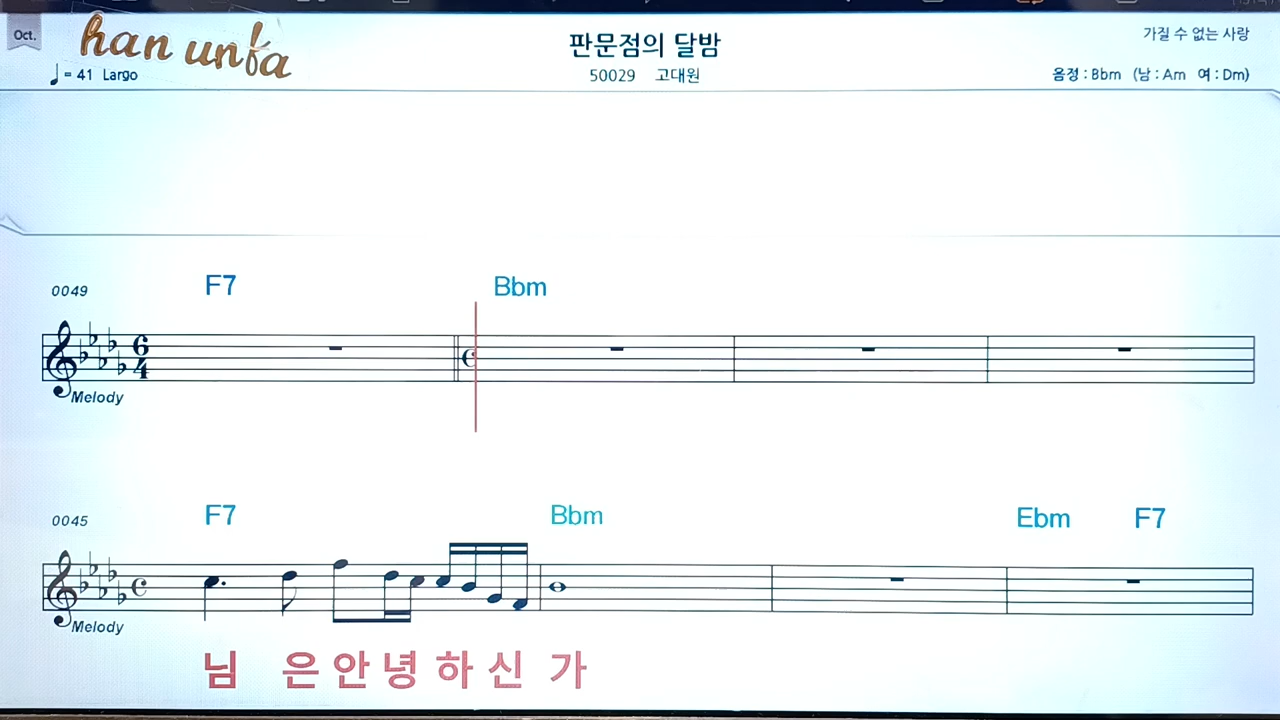 Oct.
han unfa
♩ = 41 Largo
판문점의 달밤
50029 고대원
가질 수 없는 사랑
음정 : Bbm (남 : Am 여 : Dm)
F7 Bbm
0049
6
4
Melody
F7 Bbm Ebm F7
0045
Melody
님 은 안 녕 하 신 가